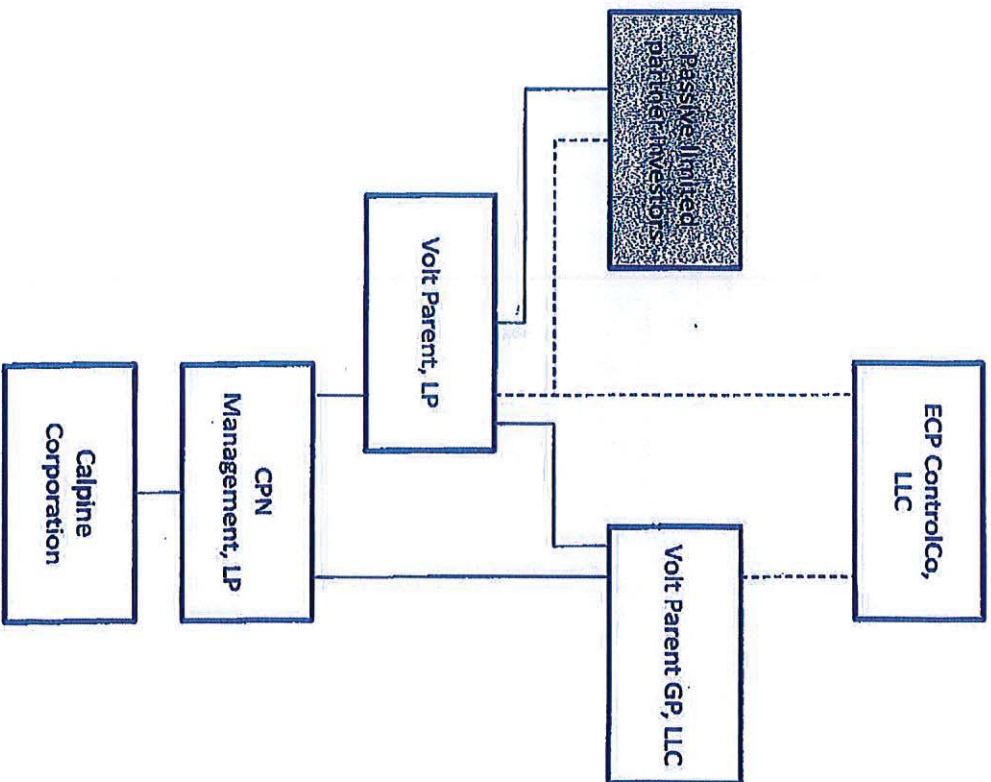 ECP ControlCo,
LLC
Passive limited
partner investors
Volt Parent GP, LLC
Volt Parent, LP
CPN
Management, LP
Calpine
Corporation